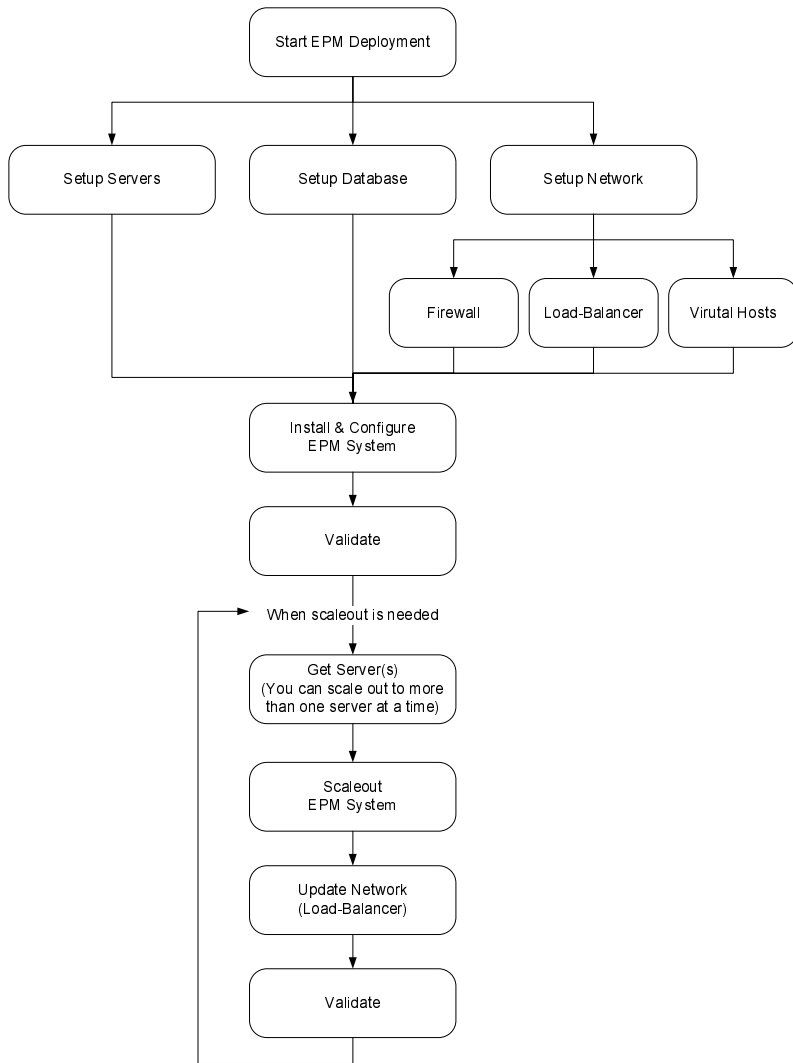 Start EPM Deployment
Setup Servers
Setup Database
Setup Network
Firewall
Load-Balancer
Virutal Hosts
Install & Configure
EPM System
Validate
When scaleout is needed
Get Server(s)
(You can scale out to more
than one server at a time)
Scaleout
EPM System
Update Network
(Load-Balancer)
Validate